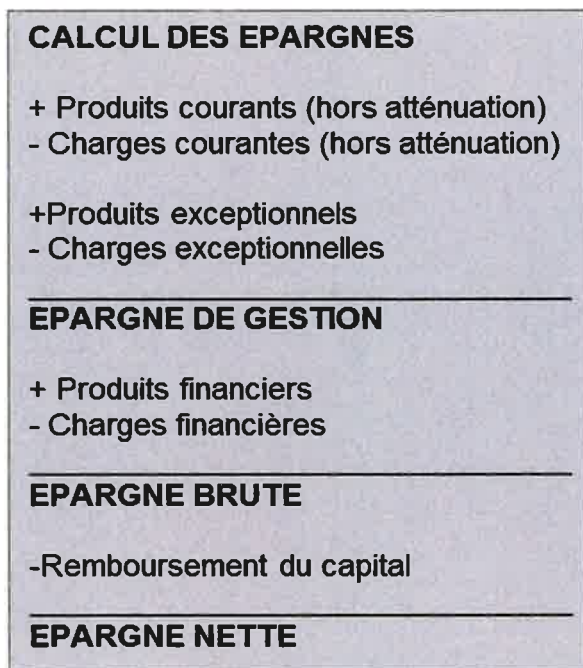 CALCUL DES EPARGNES
+ Produits courants (hors atténuation)
- Charges courantes (hors atténuation)
+Produits exceptionnels
- Charges exceptionnelles
EPARGNE DE GESTION
+ Produits financiers
- Charges financières
EPARGNE BRUTE
-Remboursement du capital
EPARGNE NETTE